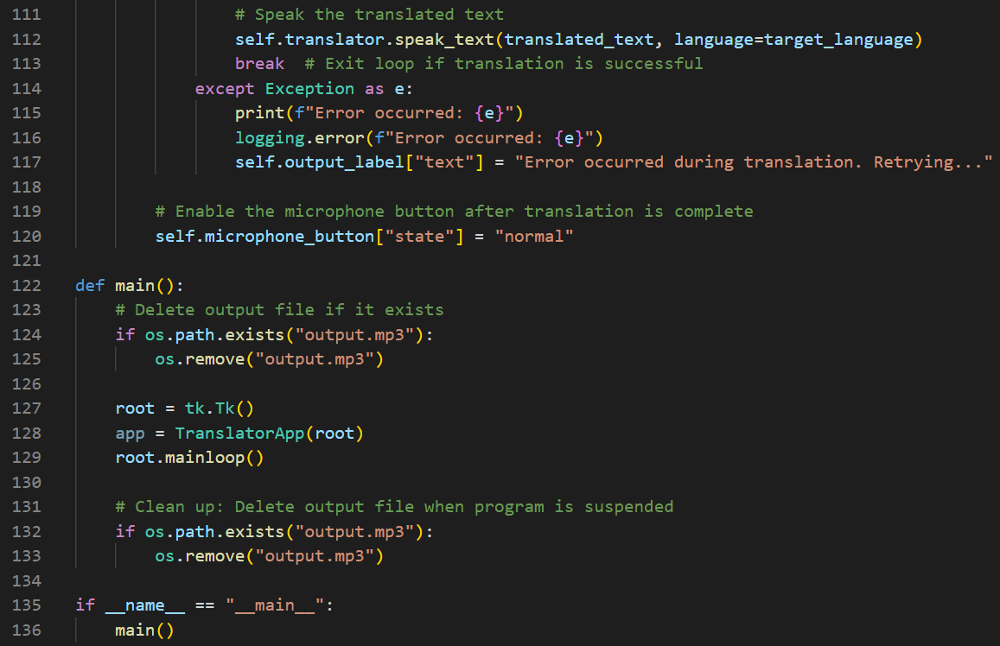 111                     # Speak the translated text
112                     self.translator.speak_text(translated_text, language=target_language)
113                     break  # Exit loop if translation is successful
114                 except Exception as e:
115                     print(f"Error occurred: {e}")
116                     logging.error(f"Error occurred: {e}")
117                     self.output_label["text"] = "Error occurred during translation. Retrying..."
118
119             # Enable the microphone button after translation is complete
120             self.microphone_button["state"] = "normal"
121
122     def main():
123         # Delete output file if it exists
124         if os.path.exists("output.mp3"):
125             os.remove("output.mp3")
126
127         root = tk.Tk()
128         app = TranslatorApp(root)
129         root.mainloop()
130
131         # Clean up: Delete output file when program is suspended
132         if os.path.exists("output.mp3"):
133             os.remove("output.mp3")
134
135     if __name__ == "__main__":
136         main()